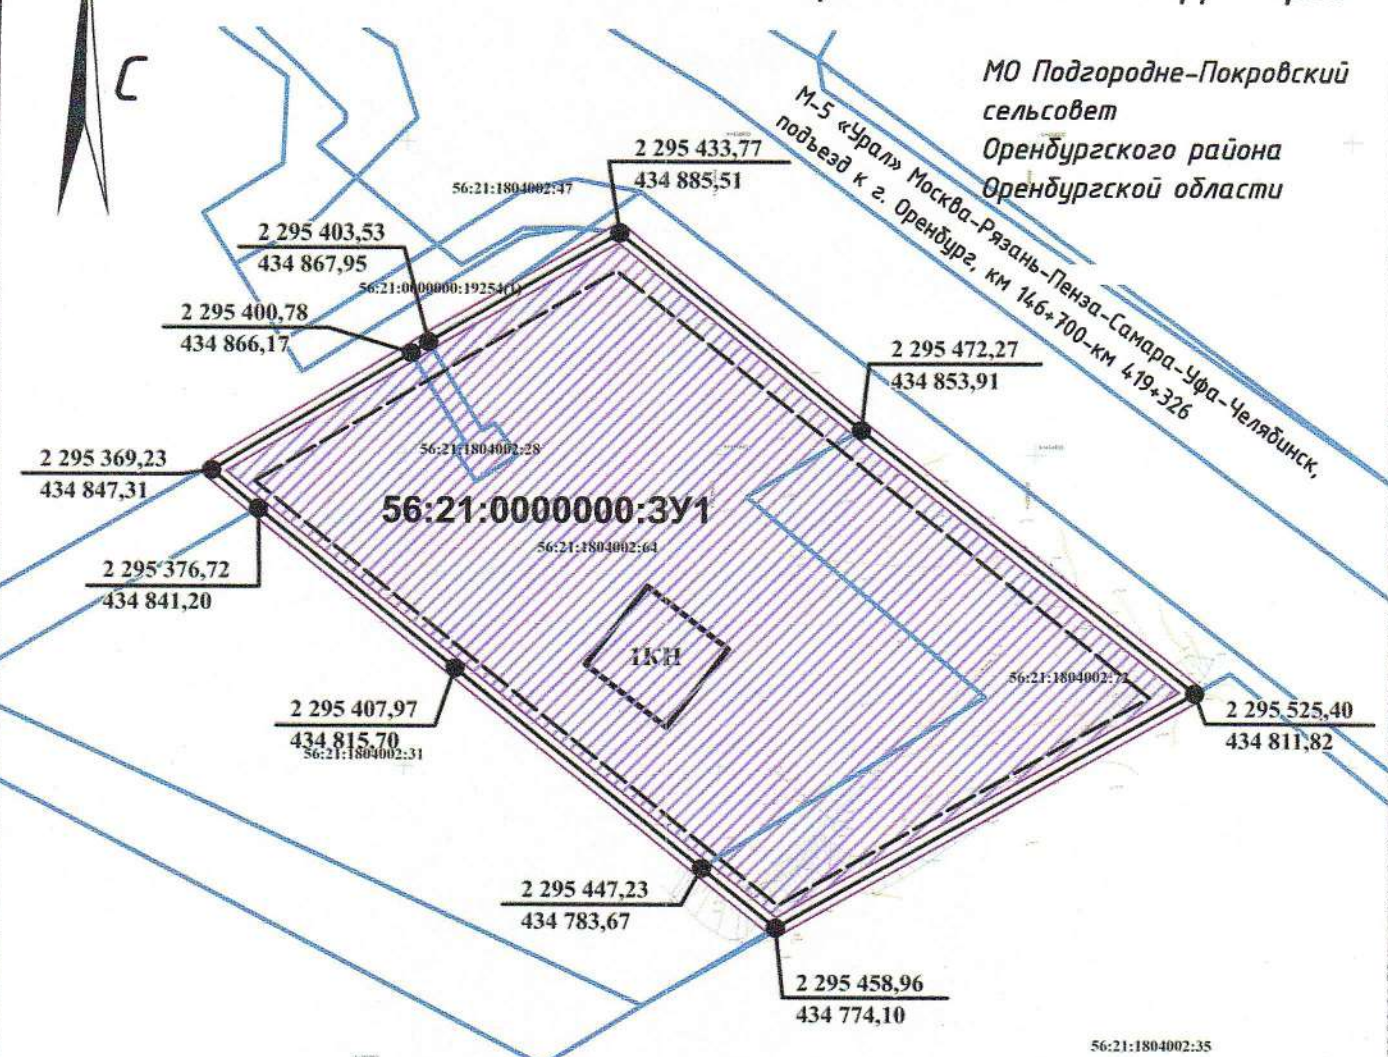 С
МО Подгородне-Покровский
сельсовет
Оренбургского района
Оренбургской области
М-5 «Урал» Москва-Рязань-Пенза-Самара-Уфа-Челябинск,
подъезд к г. Оренбург, км 146+700-км 419+326
2 295 433,77
434 885,51
56:21:1804002:47
2 295 403,53
434 867,95
56:21:0000000:19254(1)
2 295 400,78
434 866,17
2 295 472,27
434 853,91
56:21:1804002:28
2 295 369,23
434 847,31
56:21:0000000:ЗУ1
56:21:1804002:64
2 295 376,72
434 841,20
1КН
56:21:1804002:72
2 295 407,97
434 815,70
56:21:1804002:31
2 295 525,40
434 811,82
2 295 447,23
434 783,67
2 295 458,96
434 774,10
56:21:1804002:35